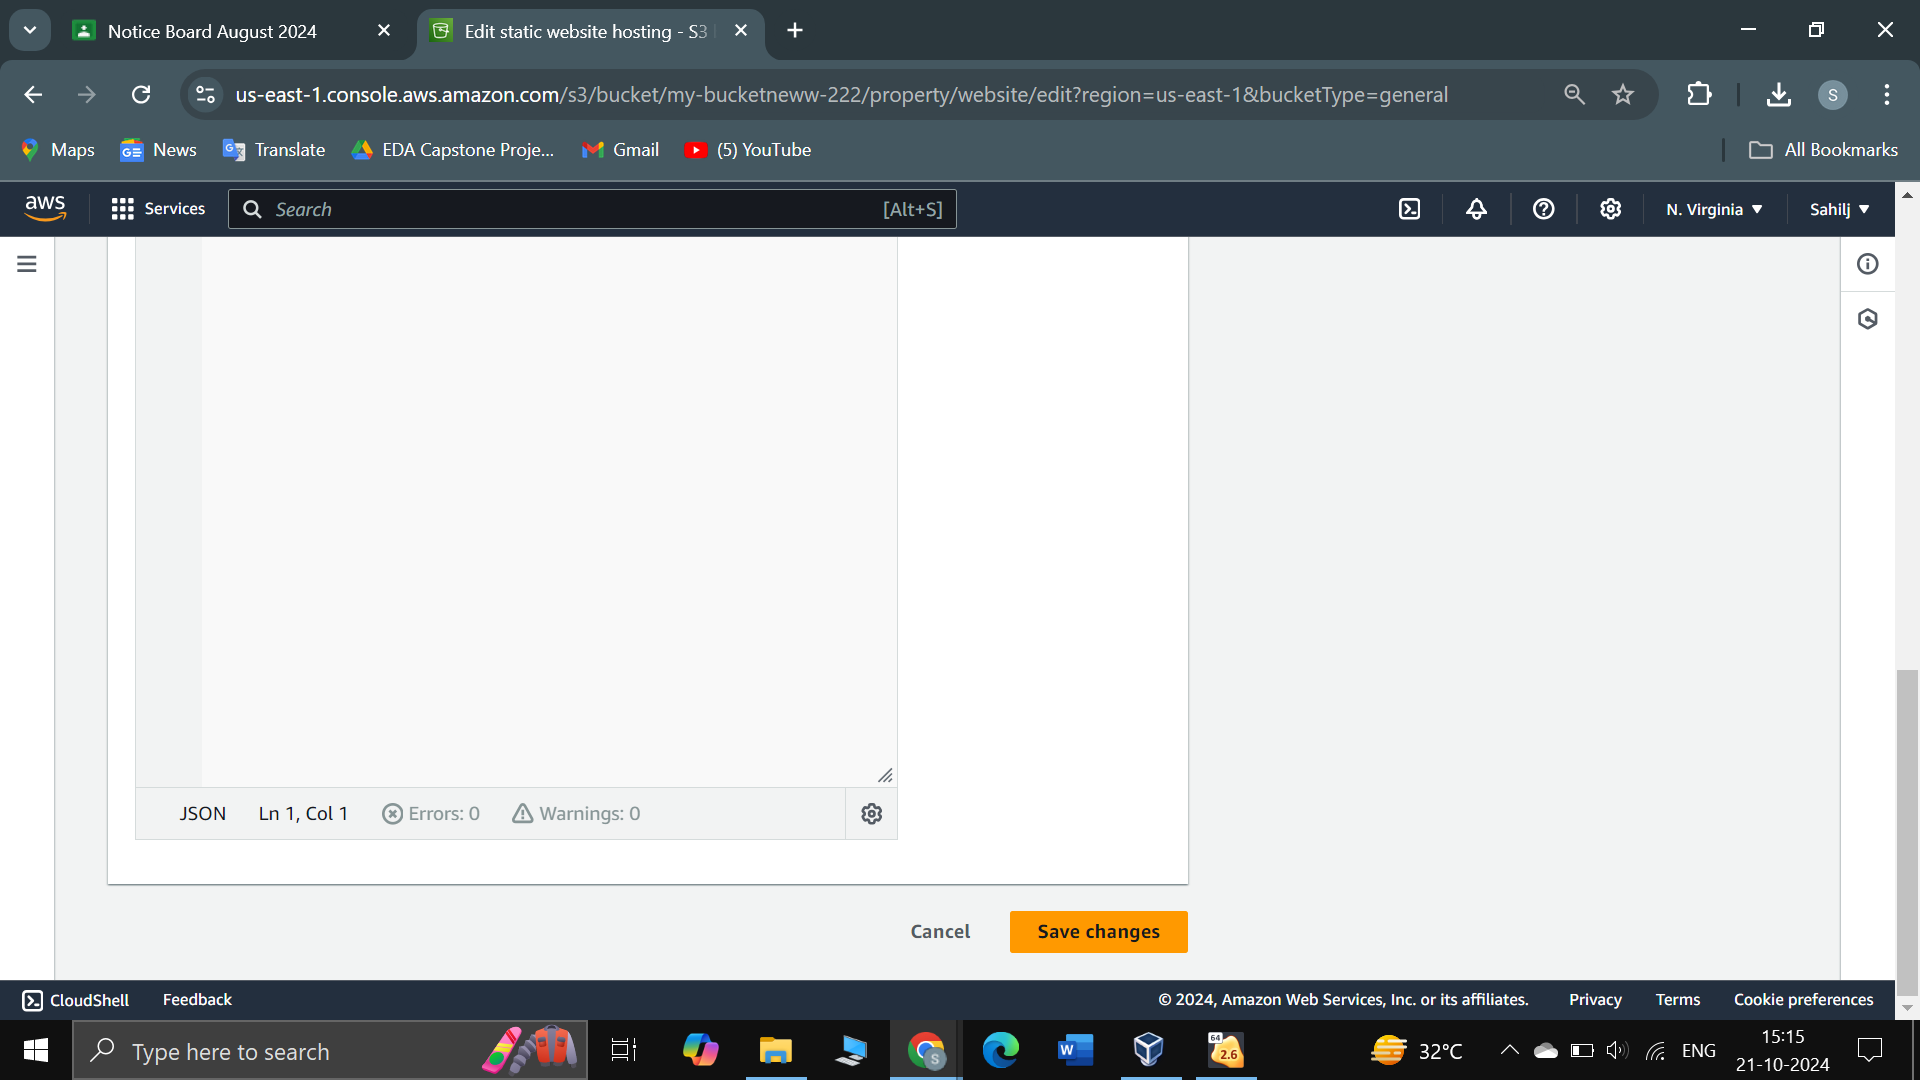 Notice Board August 2024
Edit static website hosting - S3
us-east-1.console.aws.amazon.com/s3/bucket/my-bucketneww-222/property/website/edit?region=us-east-1&bucketType=general
S
Maps
News
Translate
EDA Capstone Proje...
Gmail
(5) YouTube
All Bookmarks
aws
Services
Search
[Alt+S]
N. Virginia
Sahilj
JSON
Ln 1, Col 1
Errors: 0
Warnings: 0
Cancel
Save changes
CloudShell
Feedback
© 2024, Amazon Web Services, Inc. or its affiliates.
Privacy
Terms
Cookie preferences
Type here to search
S
W
64
2.6
32°C
ENG
15:15
21-10-2024